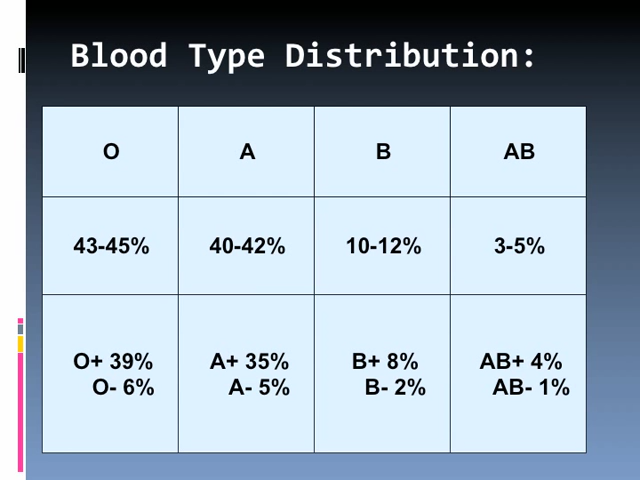 Blood Type Distribution:
O A B AB
43-45% 40-42% 10-12% 3-5%
O+ 39% A+ 35% B+ 8% AB+ 4%
O- 6% A- 5% B- 2% AB- 1%